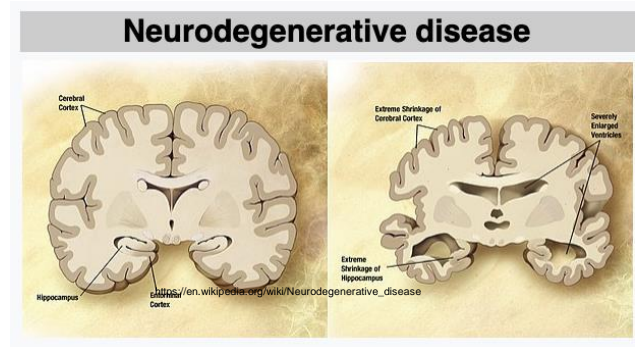 Neurodegenerative disease
Cerebral
Cortex
Hippocampus
Entorhinal
Cortex
https://en.wikipedia.org/wiki/Neurodegenerative_disease
Extreme Shrinkage of
Cerebral Cortex
Severely
Enlarged
Ventricles
Extreme
Shrinkage of
Hippocampus